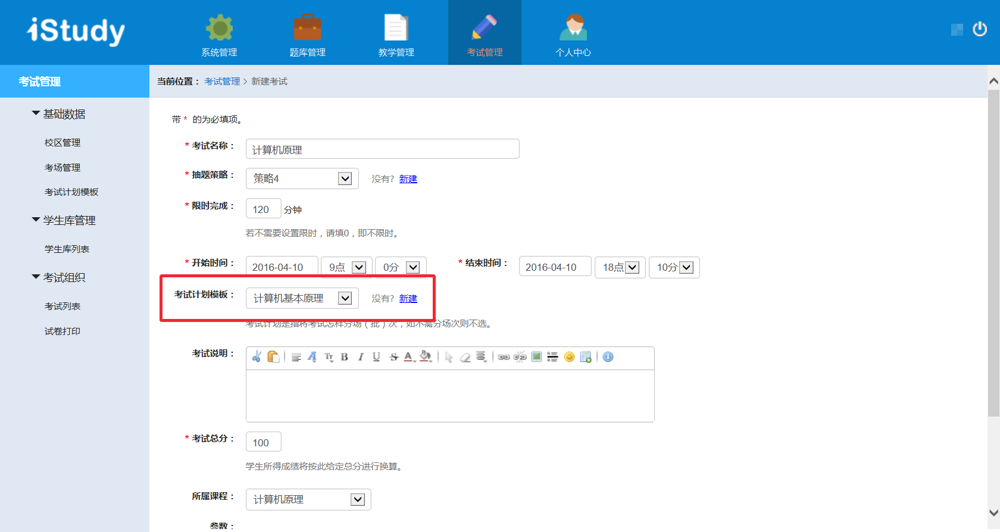 iStudy
系统管理
题库管理
教学管理
考试管理
个人中心
考试管理
当前位置： 考试管理 > 新建考试
基础数据
校区管理
考场管理
考试计划模板
学生库管理
学生库列表
考试组织
考试列表
试卷打印
带 * 的为必填项。
* 考试名称： 计算机原理
* 抽题策略： 策略4 没有? 新建
* 限时完成： 120 分钟
若不需要设置限时，请填0，即不限时。
* 开始时间： 2016-04-10 9点 0分 * 结束时间： 2016-04-10 18点 10分
考试计划模板： 计算机基本原理 没有? 新建
考试计划是指将考试怎样分场（批）次，如不需分场次则不选。
考试说明：
* 考试总分： 100
学生所得成绩将按此给定总分进行换算。
所属课程： 计算机原理
参数：